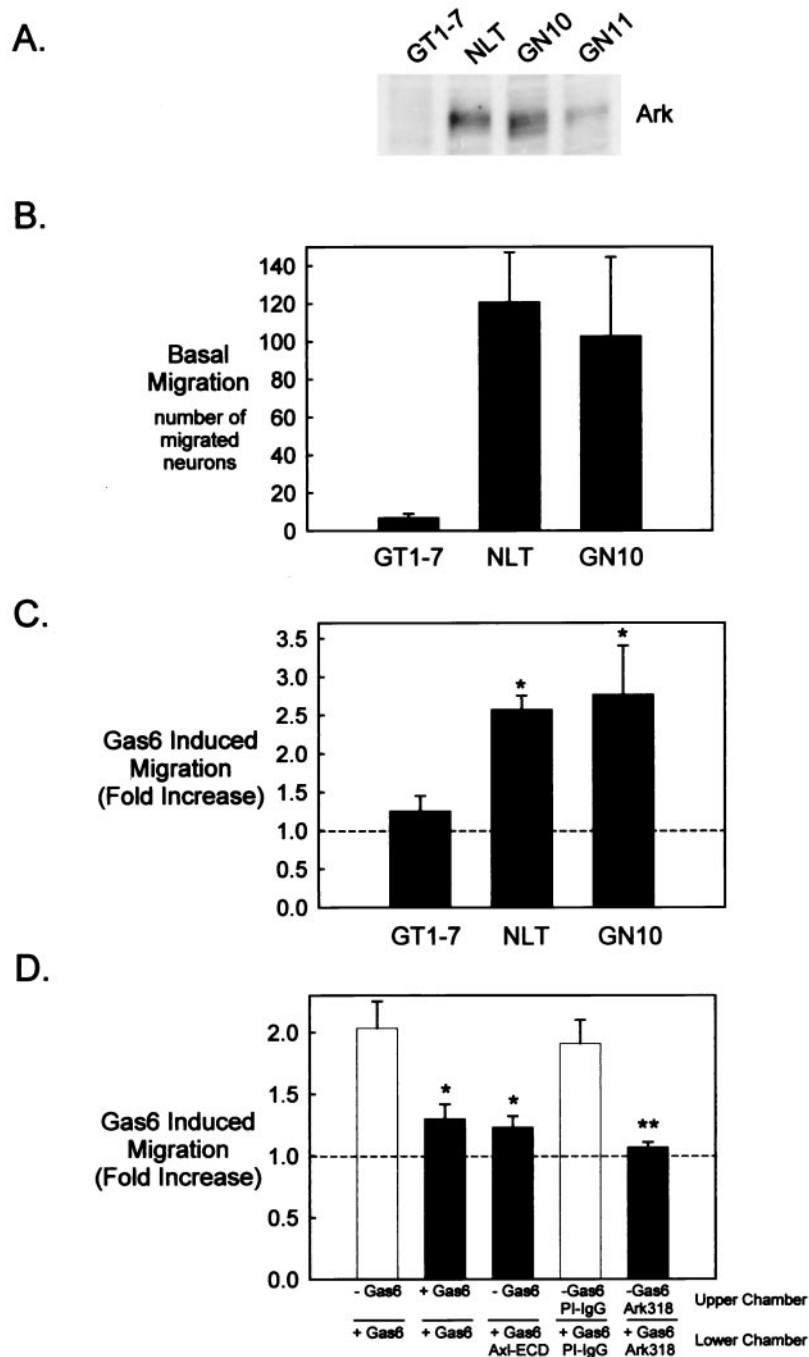 A.
GT1-7 NLT GN10 GN11
Ark
B.
140
120
100
80
60
40
20
0
Basal
Migration
number of
migrated
neurons
GT1-7 NLT GN10
C.
3.5
3.0
2.5
2.0
1.5
1.0
0.5
0.0
Gas6 Induced
Migration
(Fold Increase)
* *
GT1-7 NLT GN10
D.
2.0
1.5
1.0
0.5
0.0
Gas6 Induced
Migration
(Fold Increase)
* * **
- Gas6 + Gas6 - Gas6 -Gas6 -Gas6
PI-IgG Ark318
Upper Chamber
+ Gas6 + Gas6 + Gas6 + Gas6 + Gas6
Axl-ECD PI-IgG Ark318
Lower Chamber